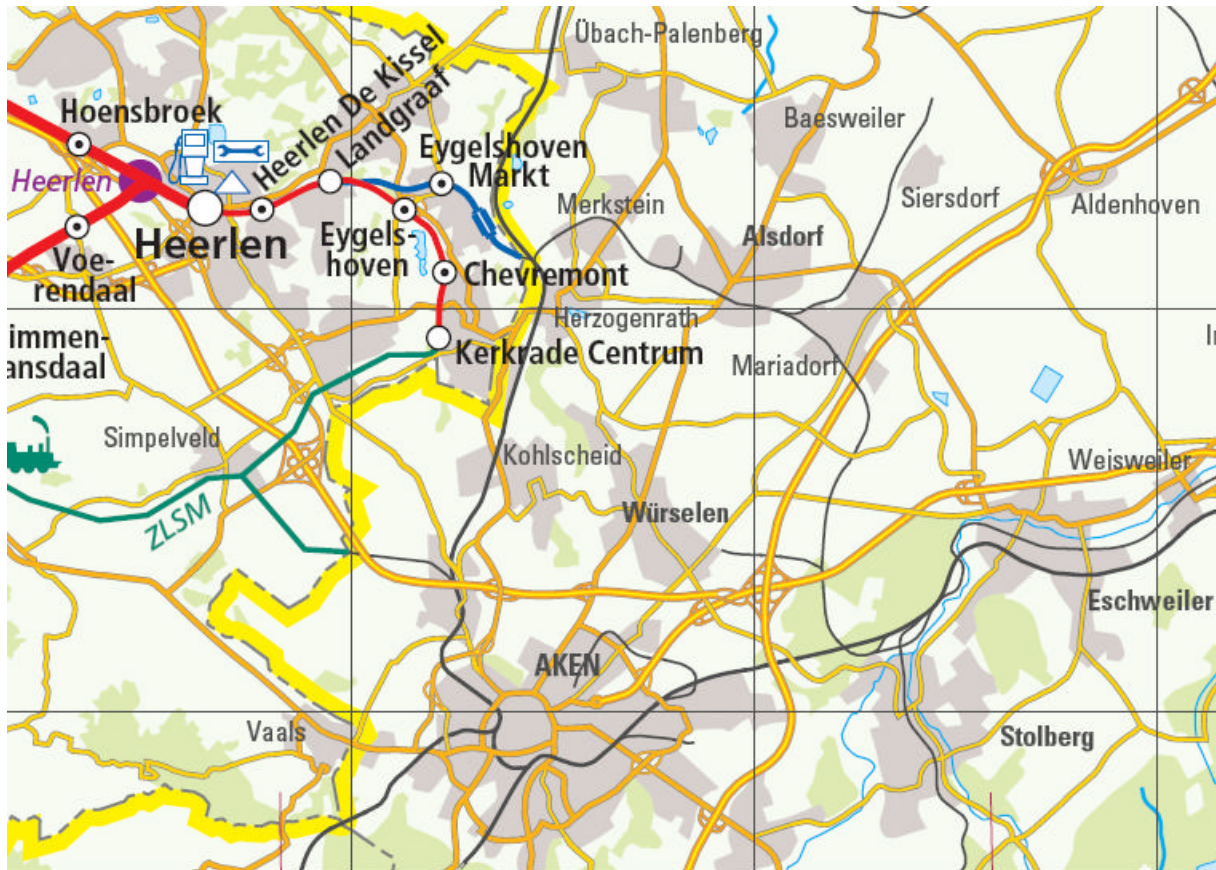 Übach-Palenberg
Hoensbroek
Heerlen De Kissel
Landgraaf
Baesweiler
Eygelshoven
Markt
Heerlen
Merkstein
Siersdorf
Aldenhoven
Heerlen
Eygels-
hoven
Alsdorf
Voe-
rendaal
Chevremont
Herzogenrath
immen-
ansdaal
Kerkrade Centrum
Mariadorf
Simpelveld
Kohlscheid
Weisweiler
ZLSM
Würselen
Eschweiler
AKEN
Vaals
Stolberg